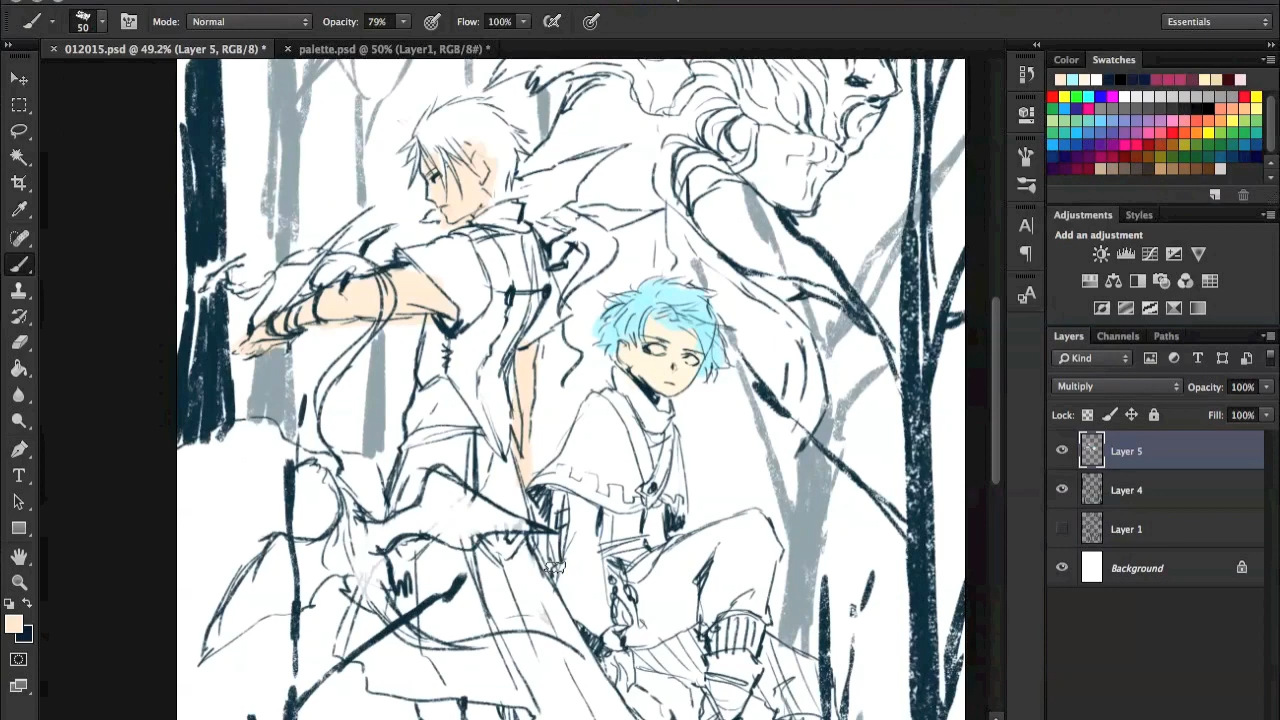 50
Mode: Normal
Opacity: 79%
Flow: 100%
Essentials
012015.psd @ 49.2% (Layer 5, RGB/8) *
palette.psd @ 50% (Layer1, RGB/8#) *
Color
Swatches
Adjustments
Styles
Add an adjustment
Layers
Channels
Paths
Kind
Multiply
Opacity: 100%
Lock:
Fill: 100%
Layer 5
Layer 4
Layer 1
Background